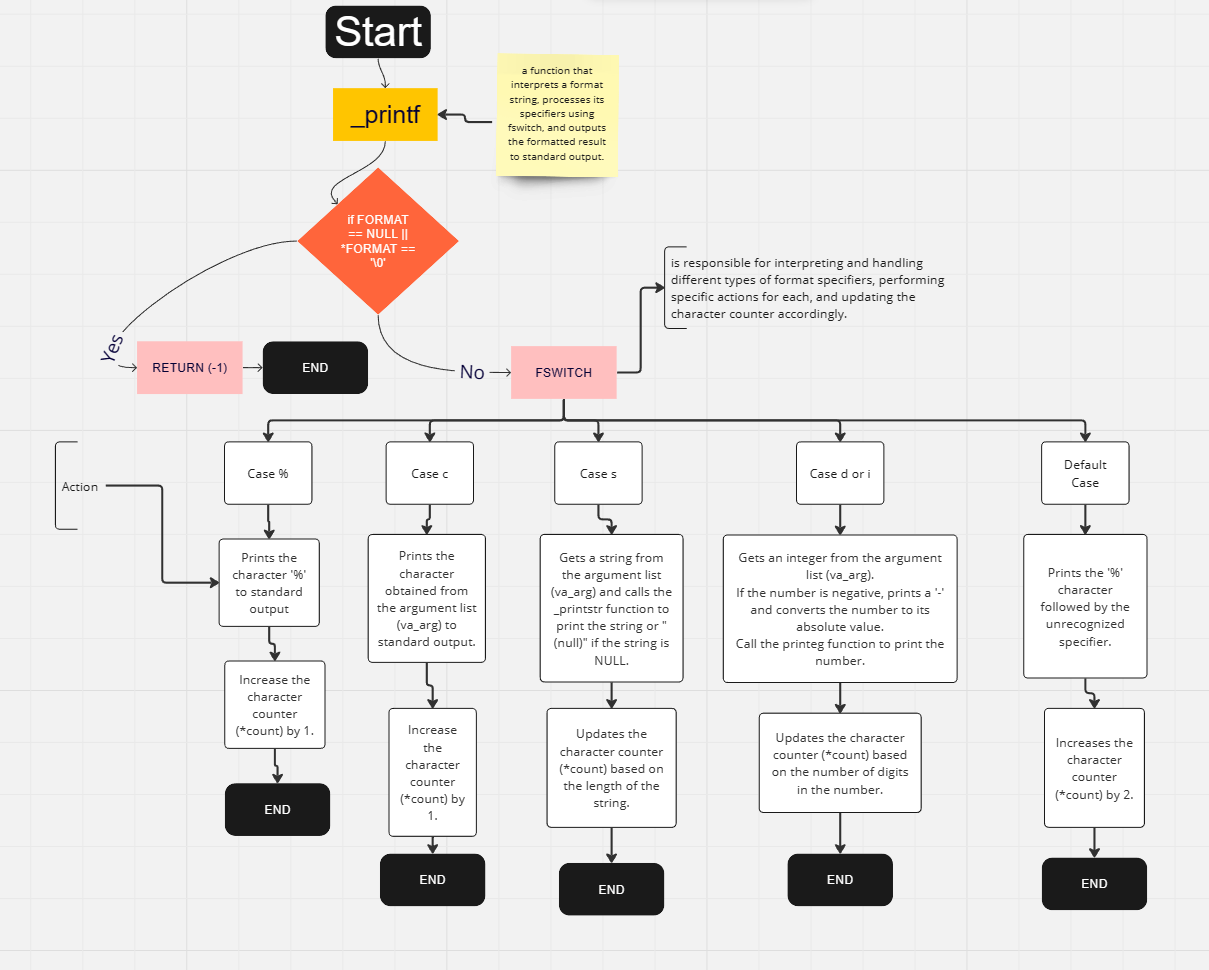 Start
_printf
a function that
interprets a format
string, processes its
specifiers using
fswitch, and outputs
the formatted result
to standard output.
if FORMAT
== NULL ||
*FORMAT ==
'\0'
is responsible for interpreting and handling
different types of format specifiers, performing
specific actions for each, and updating the
character counter accordingly.
Yes
RETURN (-1)
END
No
FSWITCH
Action
Case %
Case c
Case s
Case d or i
Default
Case
Prints the
character '%'
to standard
output
Prints the
character
obtained from
the argument list
(va_arg) to
standard output.
Gets a string from
the argument list
(va_arg) and calls the
_printstr function to
print the string or "
(null)" if the string is
NULL.
Gets an integer from the argument
list (va_arg).
If the number is negative, prints a '-'
and converts the number to its
absolute value.
Call the printeg function to print the
number.
Prints the '%'
character
followed by the
unrecognized
specifier.
Increase the
character
counter
(*count) by 1.
Increase
the
character
counter
(*count) by
1.
Updates the
character counter
(*count) based on
the length of the
string.
Updates the character
counter (*count) based
on the number of digits
in the number.
Increases the
character
counter
(*count) by 2.
END
END
END
END
END